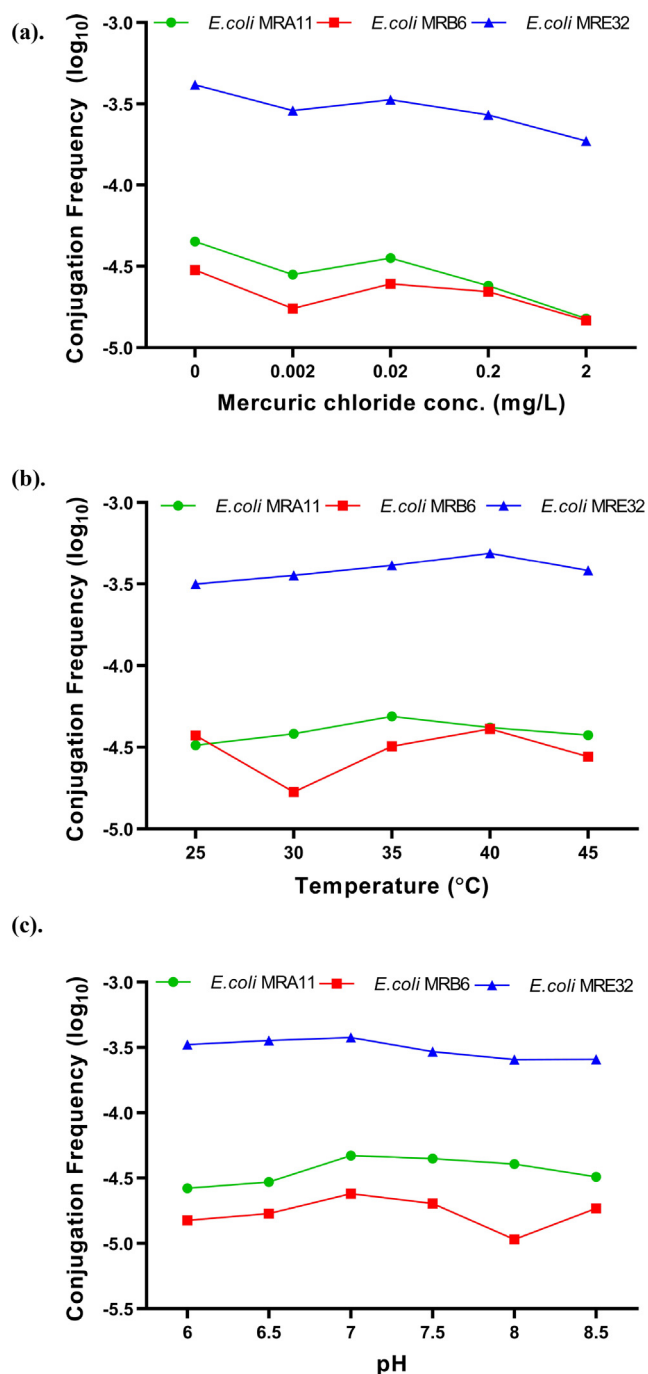 (a).
E.coli MRA11 E.coli MRB6 E.coli MRE32
Conjugation Frequency (log10)
-3.0
-3.5
-4.0
-4.5
-5.0
0 0.002 0.02 0.2 2
Mercuric chloride conc. (mg/L)
(b).
E.coli MRA11 E.coli MRB6 E.coli MRE32
Conjugation Frequency (log10)
-3.0
-3.5
-4.0
-4.5
-5.0
25 30 35 40 45
Temperature (°C)
(c).
E.coli MRA11 E.coli MRB6 E.coli MRE32
Conjugation Frequency (log10)
-3.0
-3.5
-4.0
-4.5
-5.0
-5.5
6 6.5 7 7.5 8 8.5
pH